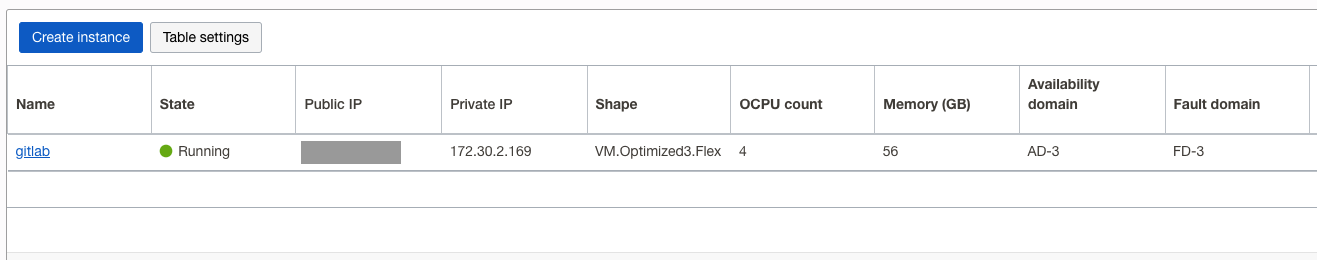 Create instance Table settings
Name State Public IP Private IP Shape OCPU count Memory (GB) Availability domain Fault domain
gitlab Running 172.30.2.169 VM.Optimized3.Flex 4 56 AD-3 FD-3